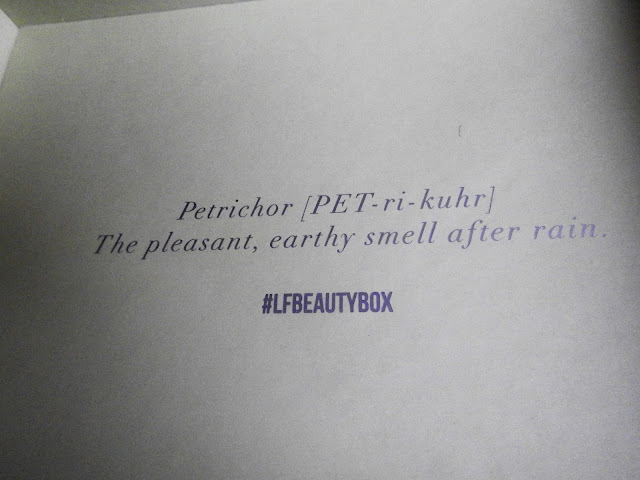 Petrichor [PET-ri-kuhr]
The pleasant, earthy smell after rain.
#LFBEAUTYBOX